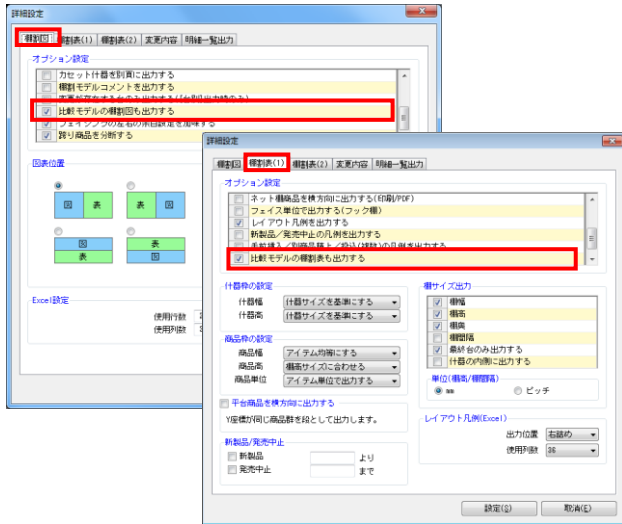 詳細設定
棚割図 棚割表(1) 棚割表(2) 変更内容 明細一覧出力
オプション設定
カセット什器を別頁に出力する
棚割モデルコメントを出力する
比較モデルの棚割図も出力する
跨り商品を分断する
図表位置
図 表 表 図
図 表
表 図
Excel設定
使用行数
使用列数
詳細設定
棚割図 棚割表(1) 棚割表(2) 変更内容 明細一覧出力
オプション設定
ネット棚商品を横方向に出力する(印刷/PDF)
フェイス単位で出力する(フック棚)
レイアウト凡例を出力する
新製品/発売中止の凡例を出力する
比較モデルの棚割表も出力する
什器枠の設定
什器幅 什器サイズを基準にする
什器高 什器サイズを基準にする
商品枠の設定
商品幅 アイテム均等にする
商品高 棚高サイズに合わせる
商品単位 アイテム単位で出力する
平台商品を横方向に出力する
Y座標が同じ商品群を段として出力します。
新製品/発売中止
新製品 より
発売中止 まで
棚サイズ出力
棚幅
棚高
棚奥
棚間隔
最終台のみ出力する
什器の内側に出力する
単位(棚高/棚間隔)
mm ピッチ
レイアウト凡例(Excel)
出力位置 右詰め
使用列数 36
設定(S) 取消(E)